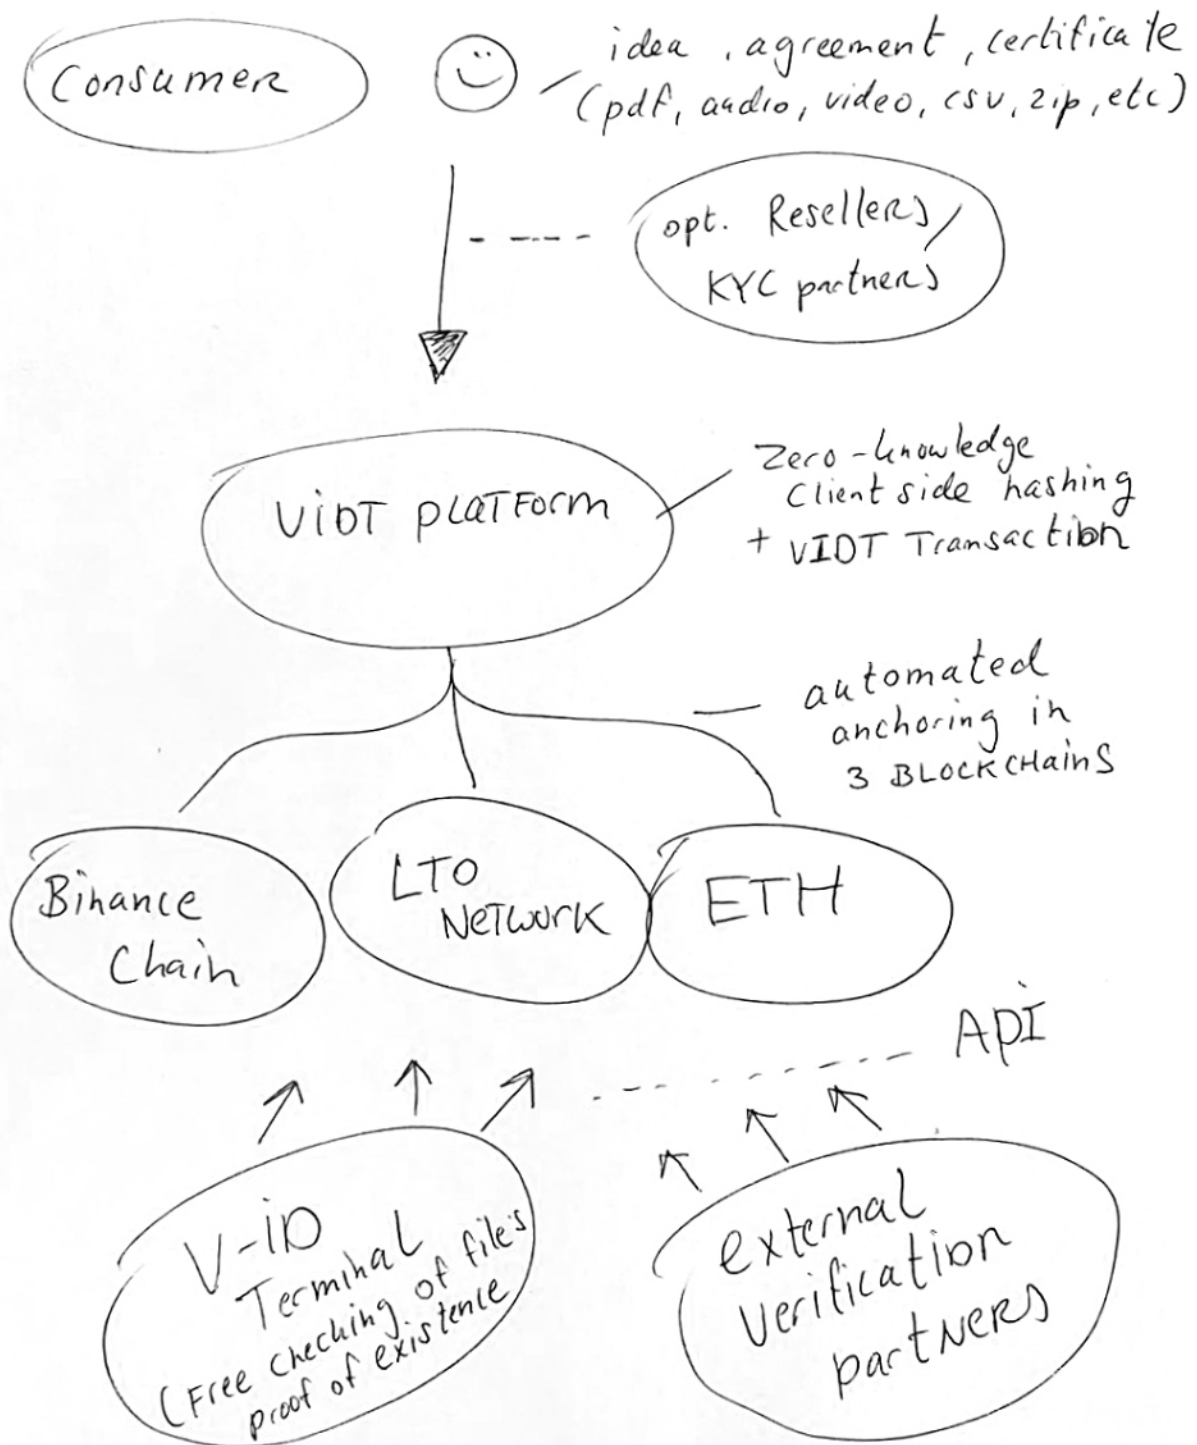 Consumer
idea, agreement, certificate
(pdf, audio, video, csv, zip, etc)
opt. Resellers/
KYC partners
ViDT PLATFORM
Zero-knowledge
Client side hashing
+ VIDT Transaction
automated
anchoring in
3 BLOCKCHAINS
Binance
Chain
LTO
NETWORK
ETH
API
V-iD
Terminal
(Free checking of file's
proof of existence
external
verification
partNERS